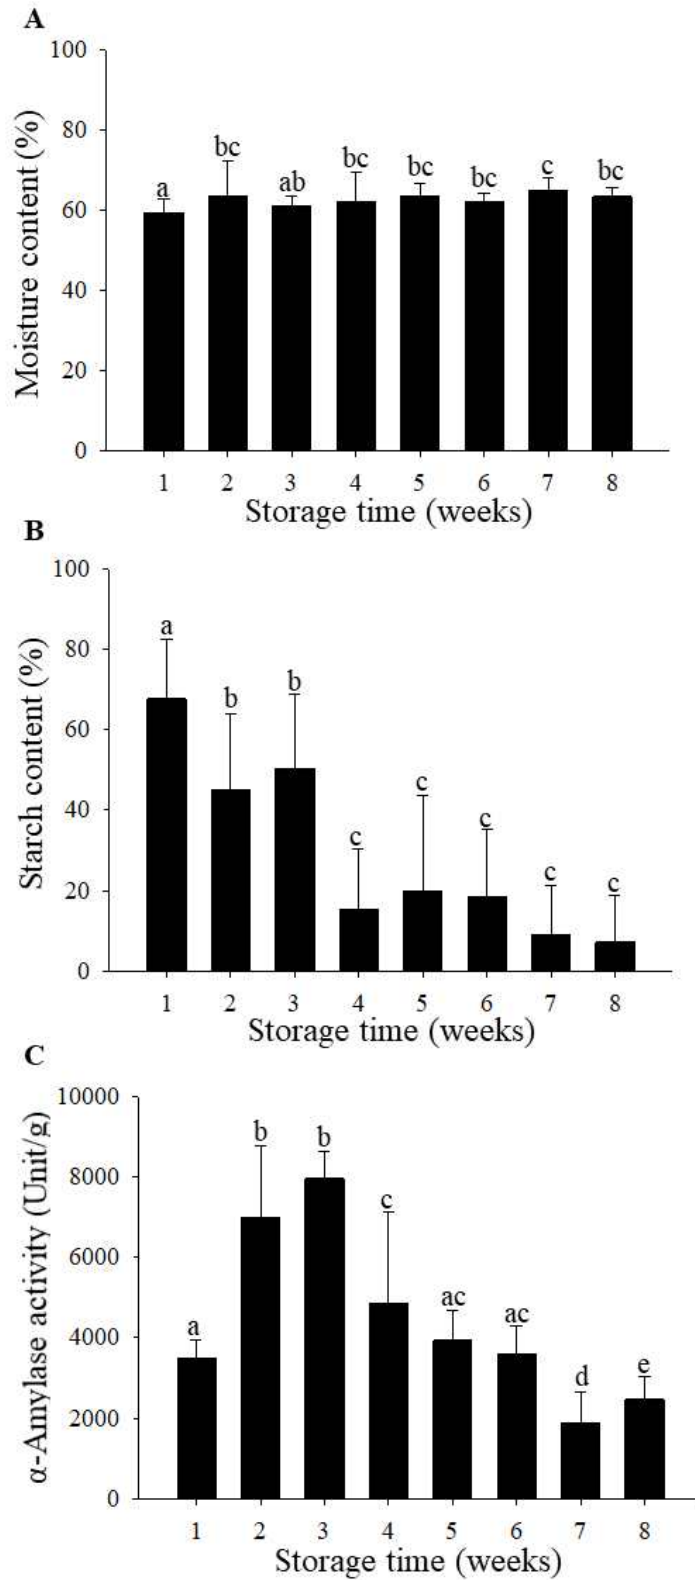 A
Moisture content (%)
100
80
60
40
20
0
a
bc
ab
bc
bc
bc
c
bc
1 2 3 4 5 6 7 8
Storage time (weeks)
B
Starch content (%)
100
80
60
40
20
0
a
b
b
c
c
c
c
c
1 2 3 4 5 6 7 8
Storage time (weeks)
C
α-Amylase activity (Unit/g)
10000
8000
6000
4000
2000
0
a
b
b
c
ac
ac
d
e
1 2 3 4 5 6 7 8
Storage time (weeks)